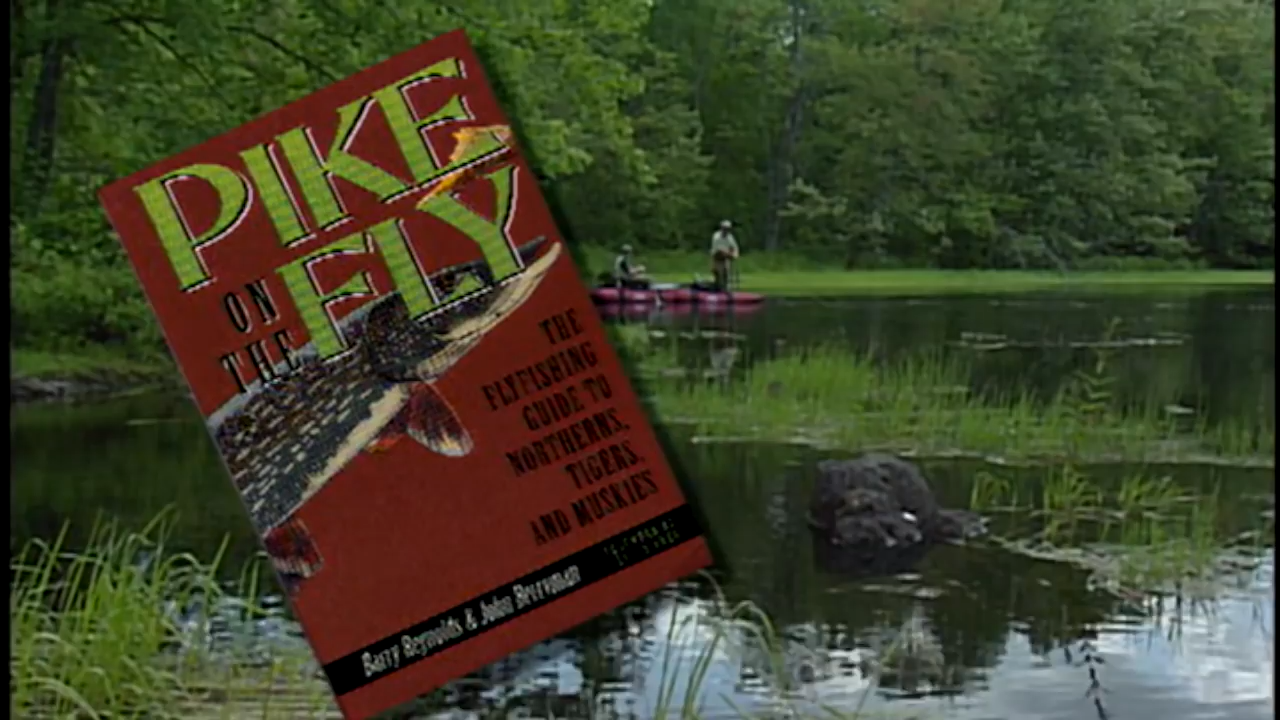 PIKE
ON
THE
FLY
THE
FLYFISHING
GUIDE TO
NORTHERNS,
TIGERS,
AND MUSKIES
Barry Reynolds & John Berryman